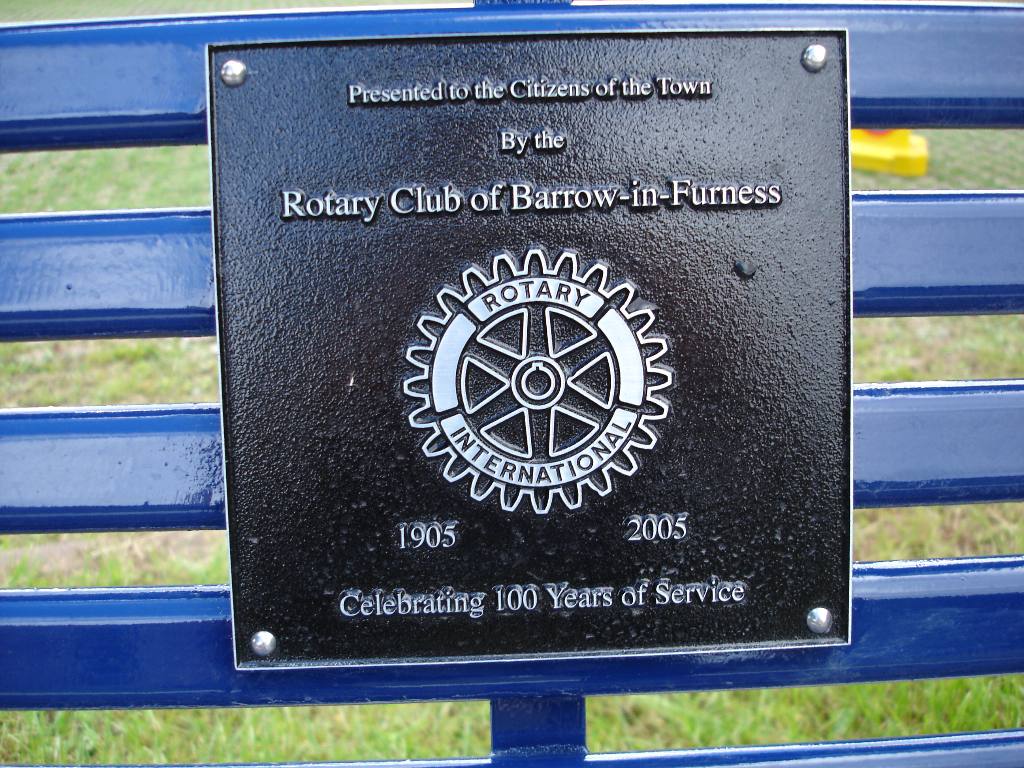 Presented to the Citizens of the Town
By the
Rotary Club of Barrow-in-Furness
ROTARY
INTERNATIONAL
1905 2005
Celebrating 100 Years of Service